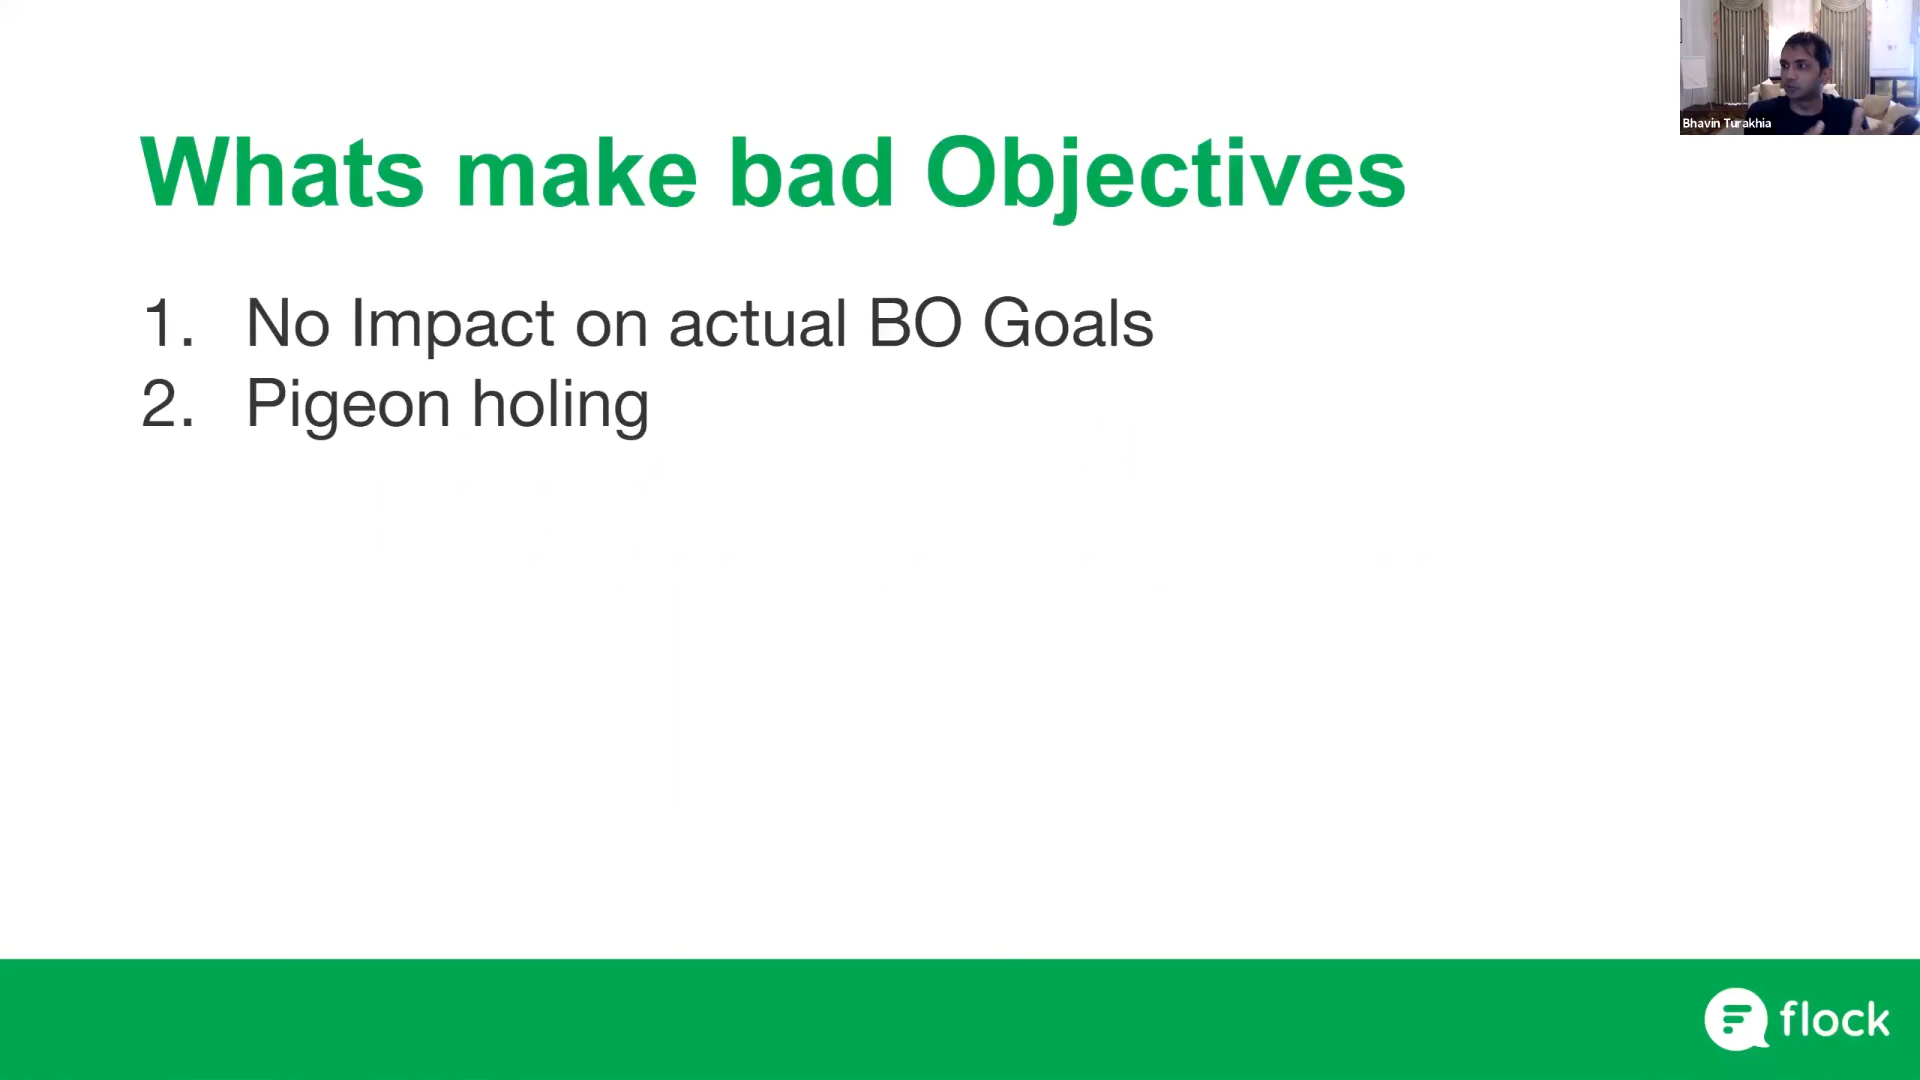 Bhavin Turakhia
Whats make bad Objectives
1. No Impact on actual BO Goals
2. Pigeon holing
flock